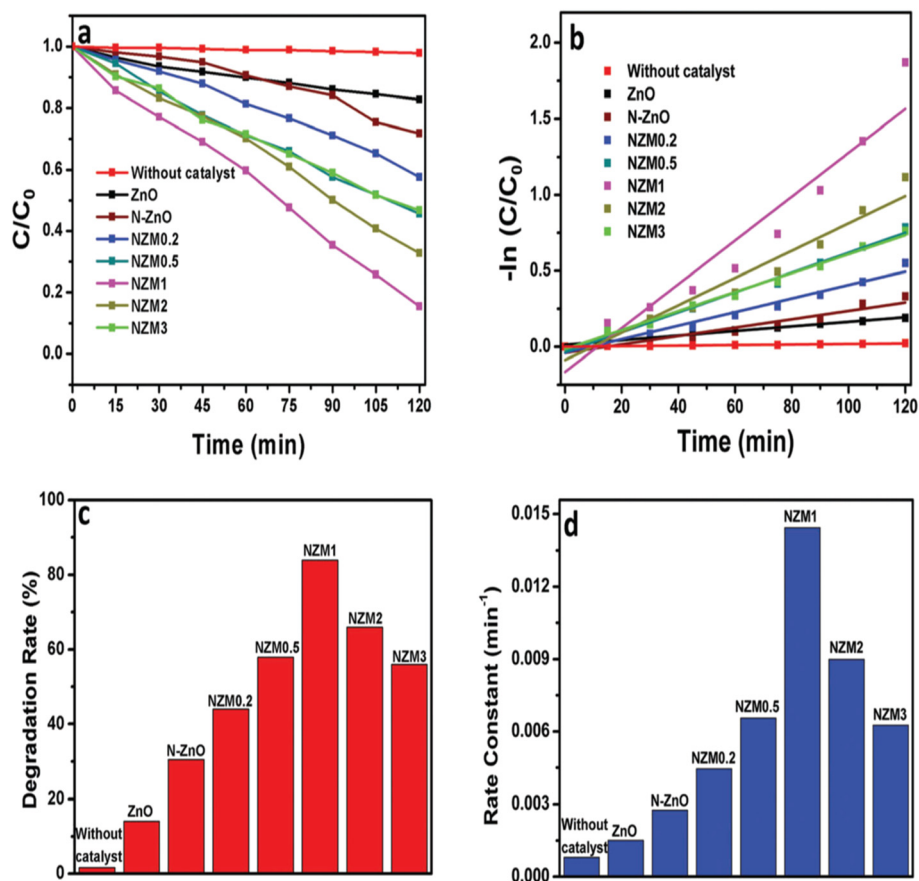 a
C/C0
1.0
0.8
0.6
0.4
0.2
0.0
Without catalyst
ZnO
N-ZnO
NZM0.2
NZM0.5
NZM1
NZM2
NZM3
0 15 30 45 60 75 90 105 120
Time (min)
b
-ln (C/C0)
2.0
1.5
1.0
0.5
0.0
Without catalyst
ZnO
N-ZnO
NZM0.2
NZM0.5
NZM1
NZM2
NZM3
0 20 40 60 80 100 120
Time (min)
c
Degradation Rate (%)
100
80
60
40
20
0
Without
catalyst
ZnO
N-ZnO
NZM0.2
NZM0.5
NZM1
NZM2
NZM3
d
Rate Constant (min-1)
0.015
0.012
0.009
0.006
0.003
0.000
Without
catalyst
ZnO
N-ZnO
NZM0.2
NZM0.5
NZM1
NZM2
NZM3